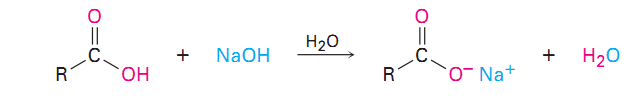 O O
H₂O
C + NaOH C + H₂O
R OH R O⁻ Na⁺